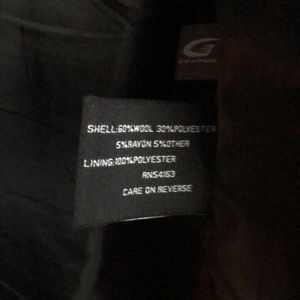 SHELL:60%WOOL 30%POLYESTER
5%RAYON 5%OTHER
LINING:100%POLYESTER
RN54163
CARE ON REVERSE